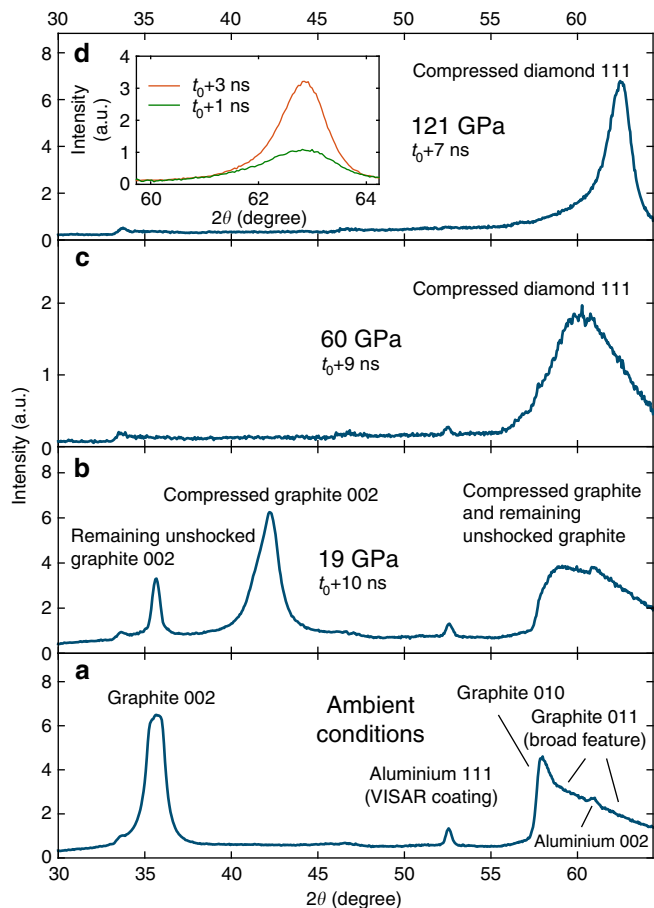 30 35 40 45 50 55 60
d
8
6
4
2
0
Intensity
(a.u.)
4
3
2
1
0
t0+3 ns
t0+1 ns
60 62 64
2θ (degree)
Compressed diamond 111
121 GPa
t0+7 ns
c
2
1
0
Compressed diamond 111
60 GPa
t0+9 ns
Intensity (a.u.)
b
8
6
4
2
0
Compressed graphite 002
Remaining unshocked
graphite 002
19 GPa
t0+10 ns
Compressed graphite
and remaining
unshocked graphite
a
8
6
4
2
0
Graphite 002
Ambient
conditions
Aluminium 111
(VISAR coating)
Graphite 010
Graphite 011
(broad feature)
Aluminium 002
30 35 40 45 50 55 60
2θ (degree)